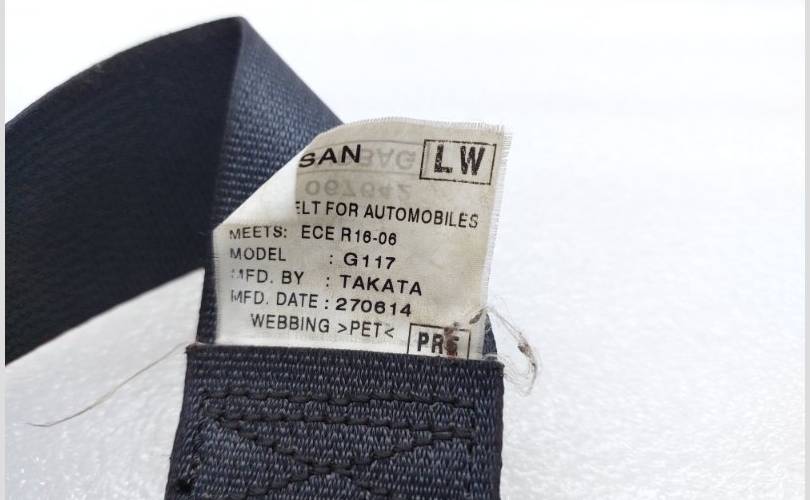 SAN LW
ELT FOR AUTOMOBILES
MEETS: ECE R16-06
MODEL : G117
MFD. BY : TAKATA
MFD. DATE : 270614
WEBBING >PET<